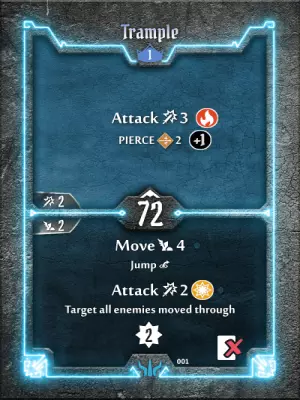 Trample
1
Attack 3
PIERCE 2 +1
2
72
2
Move 4
Jump
Attack 2
Target all enemies moved through
2
001